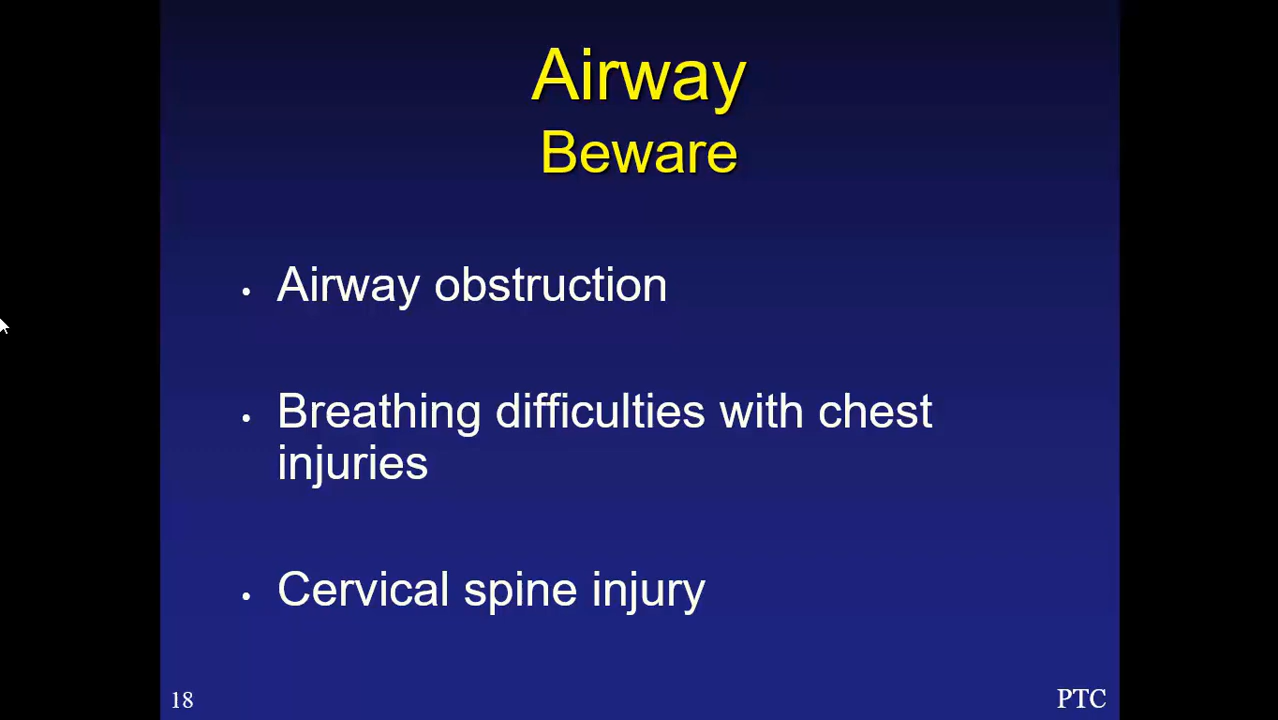 Airway
Beware
• Airway obstruction
• Breathing difficulties with chest
injuries
• Cervical spine injury
18
PTC